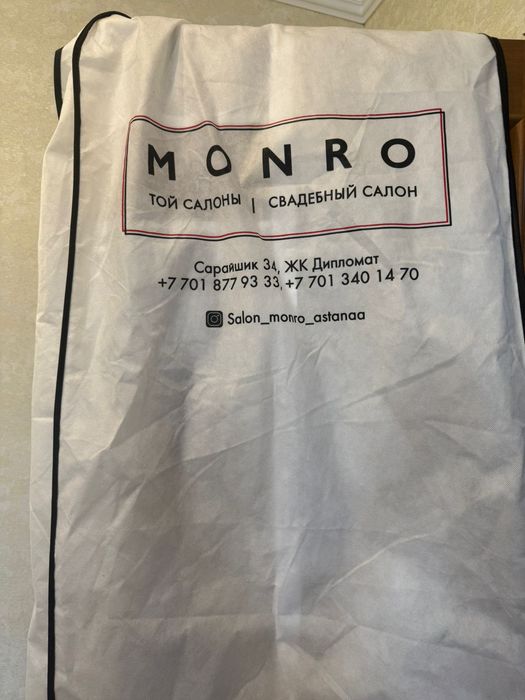 MONRO
ТОЙ САЛОНЫ | СВАДЕБНЫЙ САЛОН
Сарайшик 34, ЖК Дипломат
+7 701 877 93 33, +7 701 340 14 70
Salon_monro_astanaa